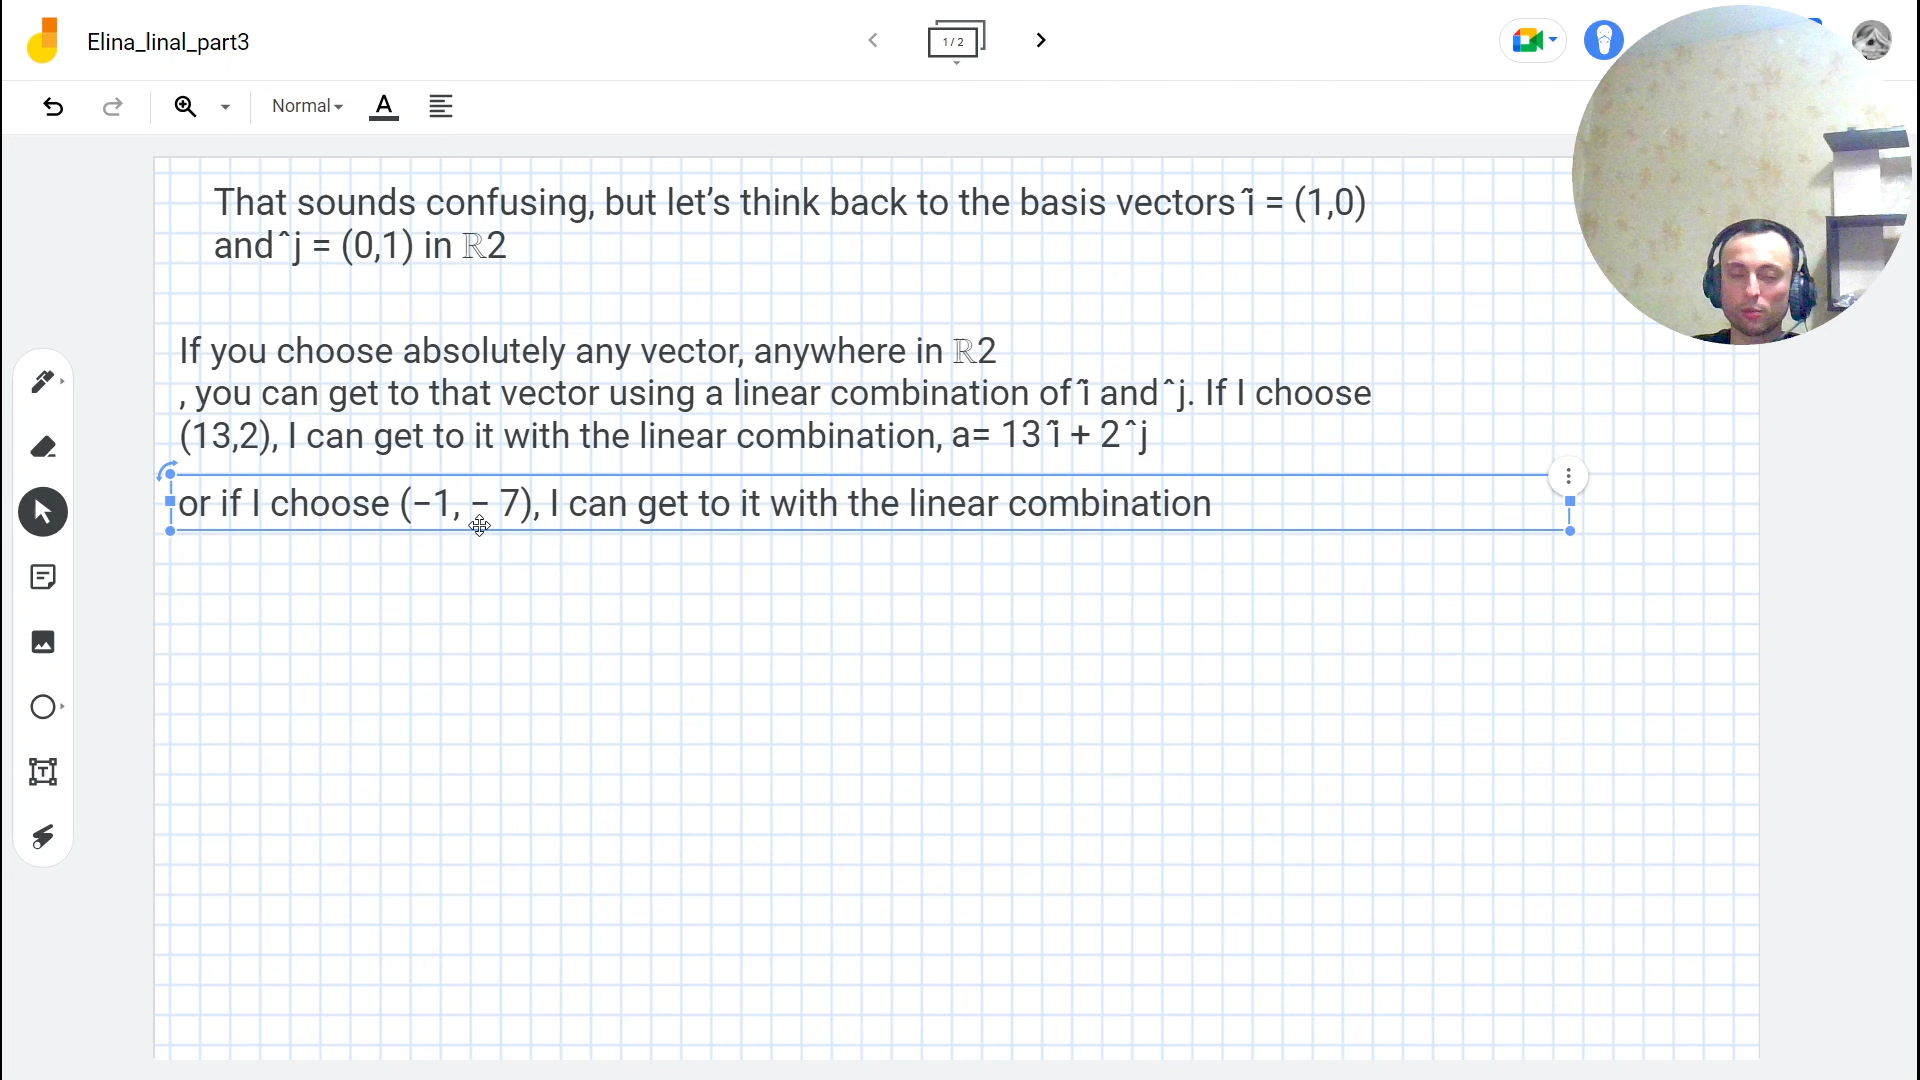 Elina_linal_part3
1 / 2
Normal
That sounds confusing, but let’s think back to the basis vectors ̂i = (1,0)
and ̂ j = (0,1) in ℝ2
If you choose absolutely any vector, anywhere in ℝ2
, you can get to that vector using a linear combination of ̂i and ̂ j. If I choose
(13,2), I can get to it with the linear combination, a= 13 ̂i + 2 ̂ j
or if I choose (−1, − 7), I can get to it with the linear combination